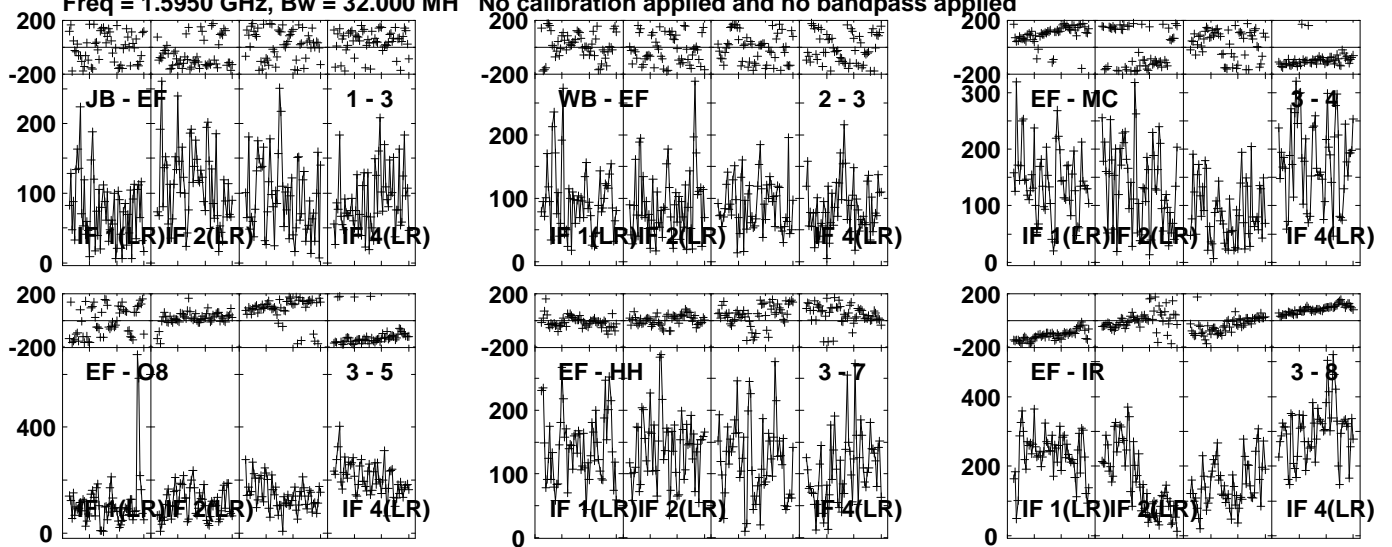 Freq = 1.5950 GHz, Bw = 32.000 MH No calibration applied and no bandpass applied
200
-200
JB - EF 1 - 3
200
100
IF 1(LR) IF 2(LR) IF 4(LR)
0
200
-200
WB - EF 2 - 3
200
100
IF 1(LR) IF 2(LR) IF 4(LR)
0
200
-200
EF - MC 3 - 4
300
200
100
IF 1(LR) IF 2(LR) IF 4(LR)
0
200
-200
EF - O8 3 - 5
400
IF 1(LR) IF 2(LR) IF 4(LR)
0
200
-200
EF - HH 3 - 7
200
100
IF 1(LR) IF 2(LR) IF 4(LR)
0
200
-200
EF - IR 3 - 8
400
200
IF 1(LR) IF 2(LR) IF 4(LR)
0